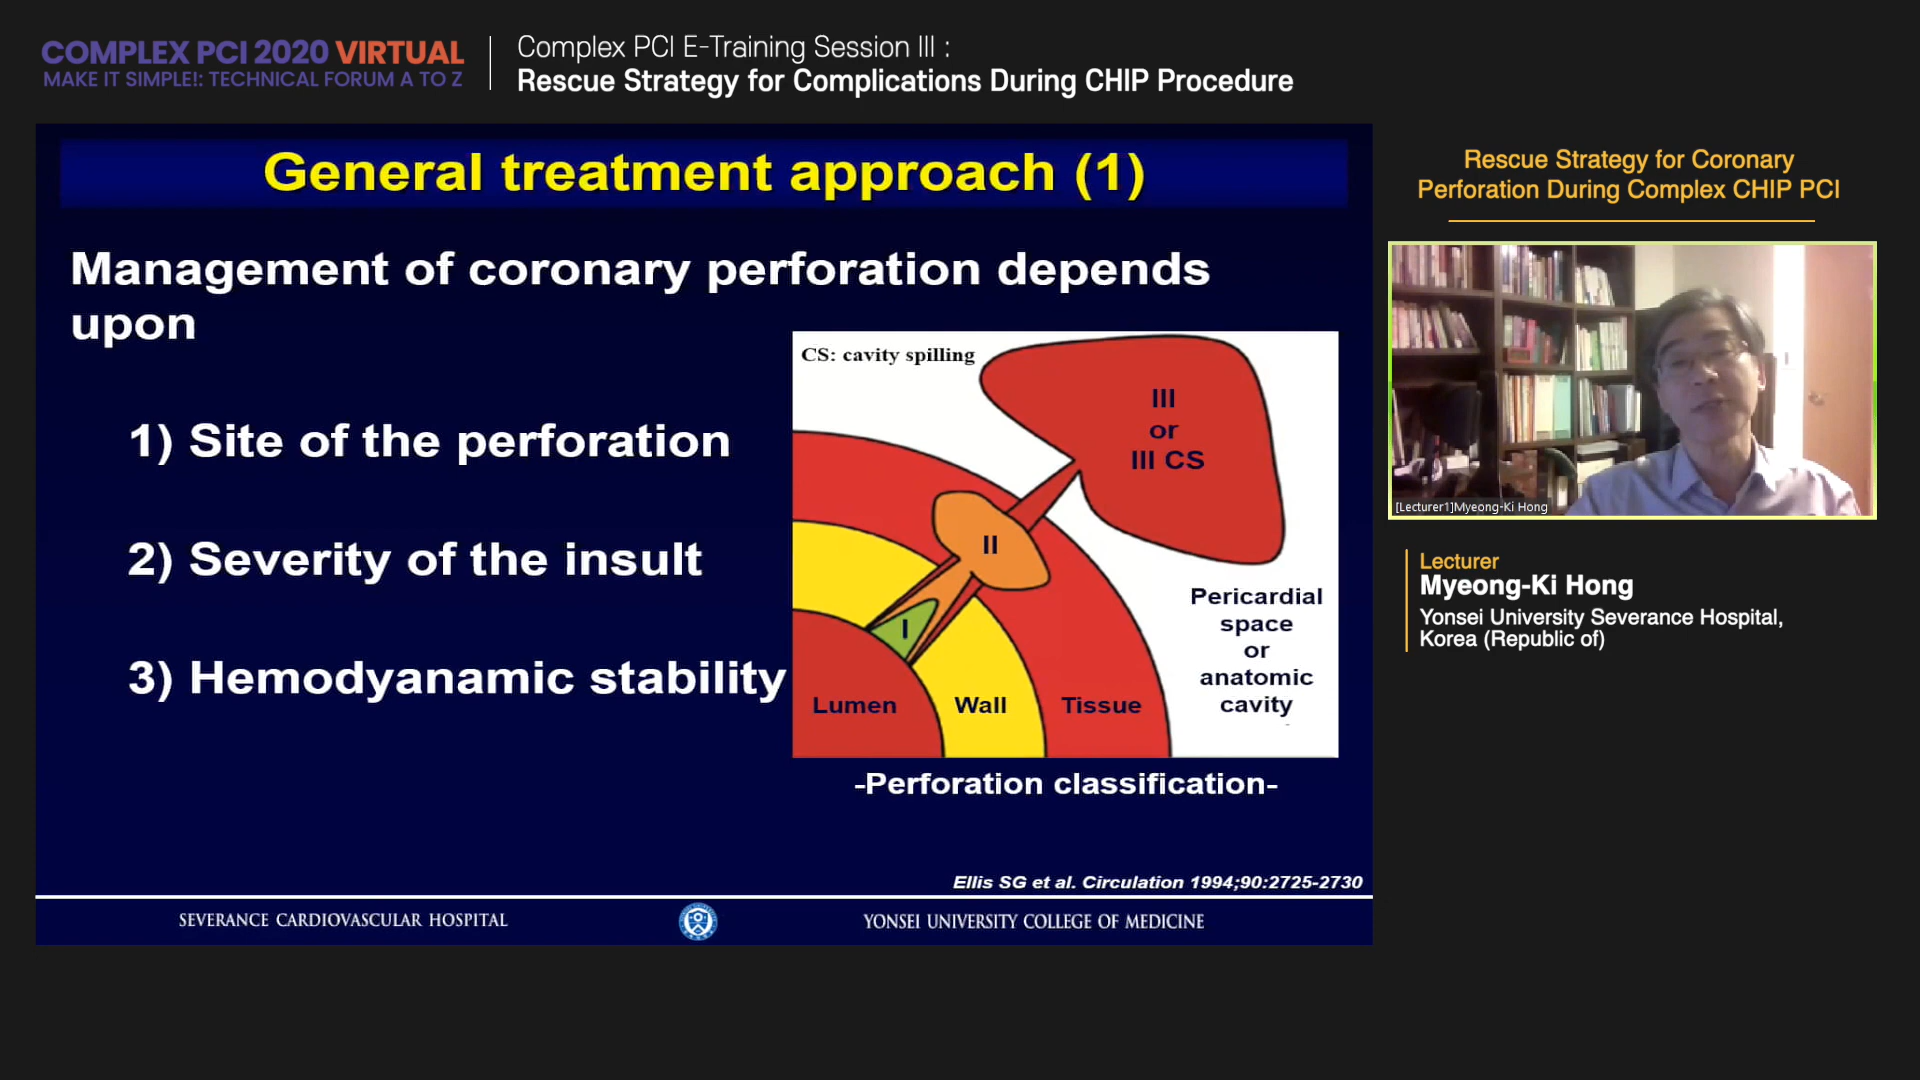 COMPLEX PCI 2020 VIRTUAL
MAKE IT SIMPLE!: TECHNICAL FORUM A TO Z
Complex PCI E-Training Session III :
Rescue Strategy for Complications During CHIP Procedure
General treatment approach (1)
Management of coronary perforation depends
upon
1) Site of the perforation
2) Severity of the insult
3) Hemodyanamic stability
CS: cavity spilling
III
or
III CS
II
I
Lumen
Wall
Tissue
Pericardial
space
or
anatomic
cavity
-Perforation classification-
Ellis SG et al. Circulation 1994;90:2725-2730
SEVERANCE CARDIOVASCULAR HOSPITAL
YONSEI UNIVERSITY COLLEGE OF MEDICINE
Rescue Strategy for Coronary
Perforation During Complex CHIP PCI
[Lecturer1]Myeong-Ki Hong
Lecturer
Myeong-Ki Hong
Yonsei University Severance Hospital,
Korea (Republic of)